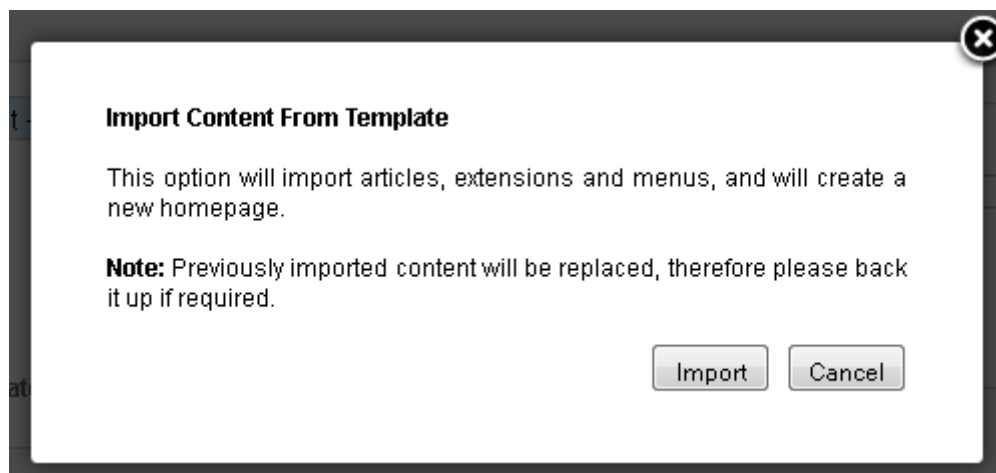 t -
Import Content From Template
This option will import articles, extensions and menus, and will create a
new homepage.
Note: Previously imported content will be replaced, therefore please back
it up if required.
Import Cancel
at